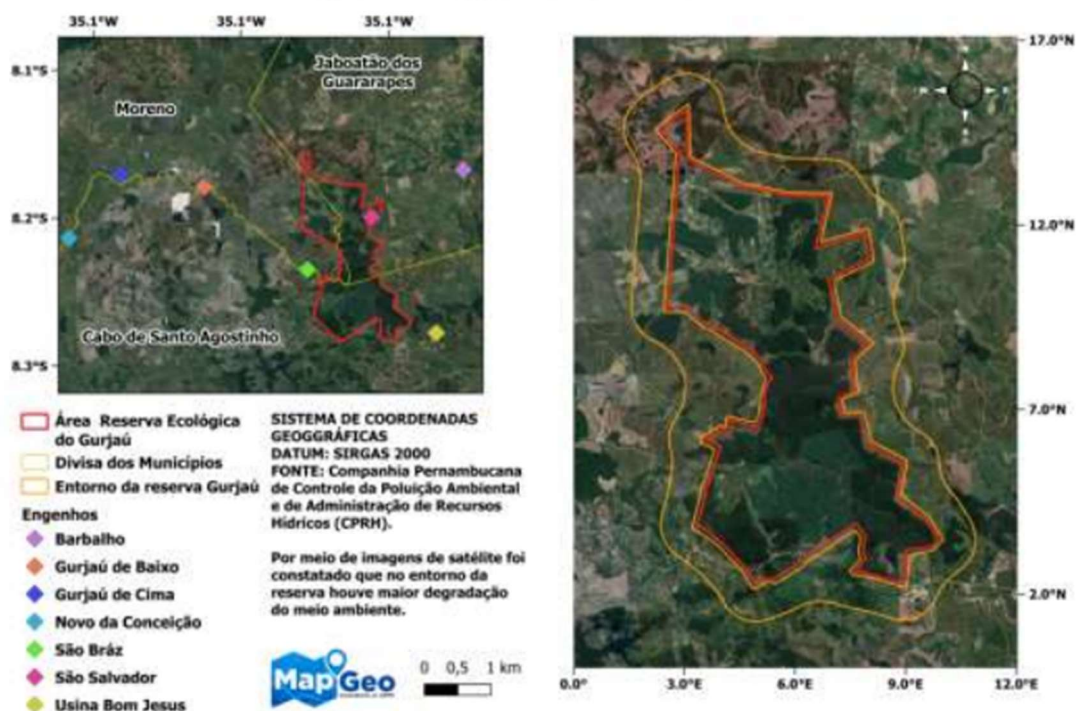 35.1°W
35.1°W
35.1°W
8.1°S
8.2°S
8.3°S
Jaboatão dos
Guararapes
Moreno
Cabo de Santo Agostinho
Área Reserva Ecológica
do Gurjaú
Divisa dos Municípios
Entorno da reserva Gurjaú
Engenhos
Barbalho
Gurjaú de Baixo
Gurjaú de Cima
Novo da Conceição
São Bráz
São Salvador
Usina Bom Jesus
SISTEMA DE COORDENADAS
GEOGGRÁFICAS
DATUM: SIRGAS 2000
FONTE: Companhia Pernambucana
de Controle da Poluição Ambiental
e de Administração de Recursos
Hídricos (CPRH).
Por meio de imagens de satélite foi
constatado que no entorno da
reserva houve maior degradação
do meio ambiente.
MapGeo
0 0,5 1 km
17.0°N
12.0°N
7.0°N
2.0°N
0.0° 3.0°E 6.0°E 9.0°E 12.0°E